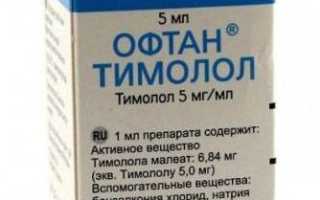 5 мл
ОФТАН®
ТИМОЛОЛ
Тимолол 5 мг/мл
RU 1 мл препарата содержит:
Активное вещество
Тимолола малеат: 6,84 мг
(экв. Тимололу 5,0 мг)
Вспомогательные вещества:
хлорид, натрия